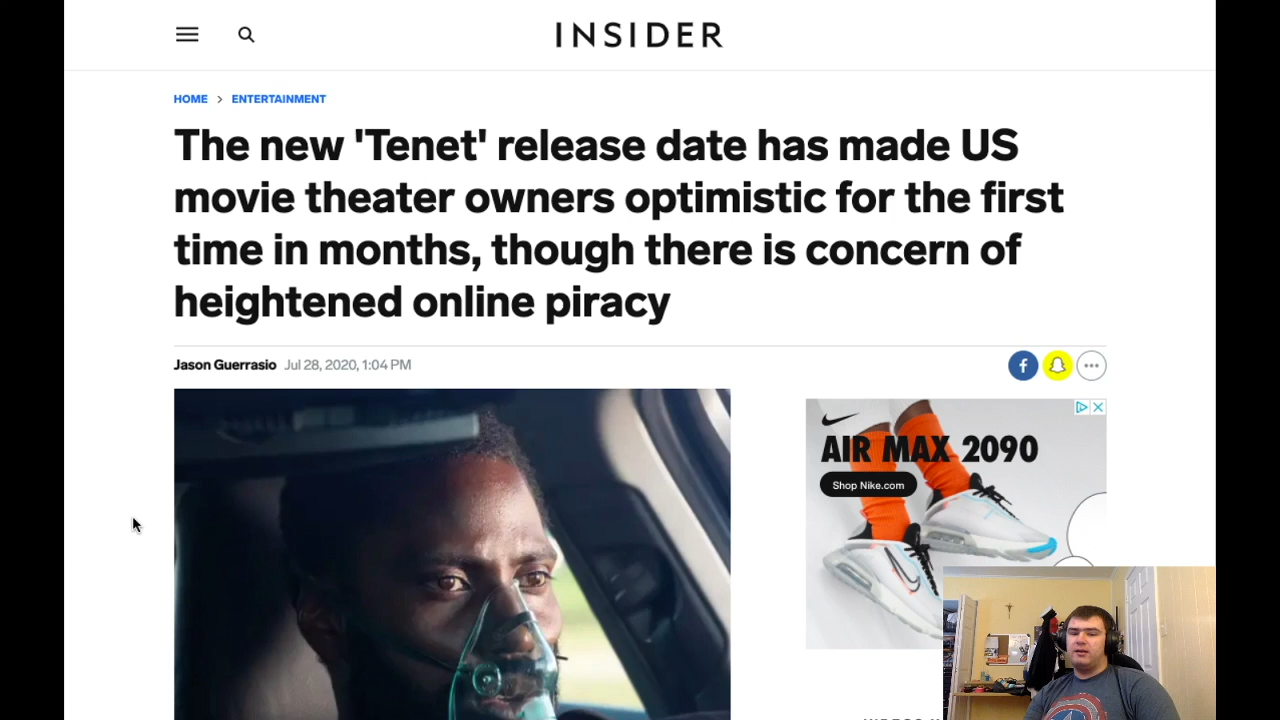 INSIDER
HOME > ENTERTAINMENT
The new 'Tenet' release date has made US
movie theater owners optimistic for the first
time in months, though there is concern of
heightened online piracy
Jason Guerrasio Jul 28, 2020, 1:04 PM
AIR MAX 2090
Shop Nike.com